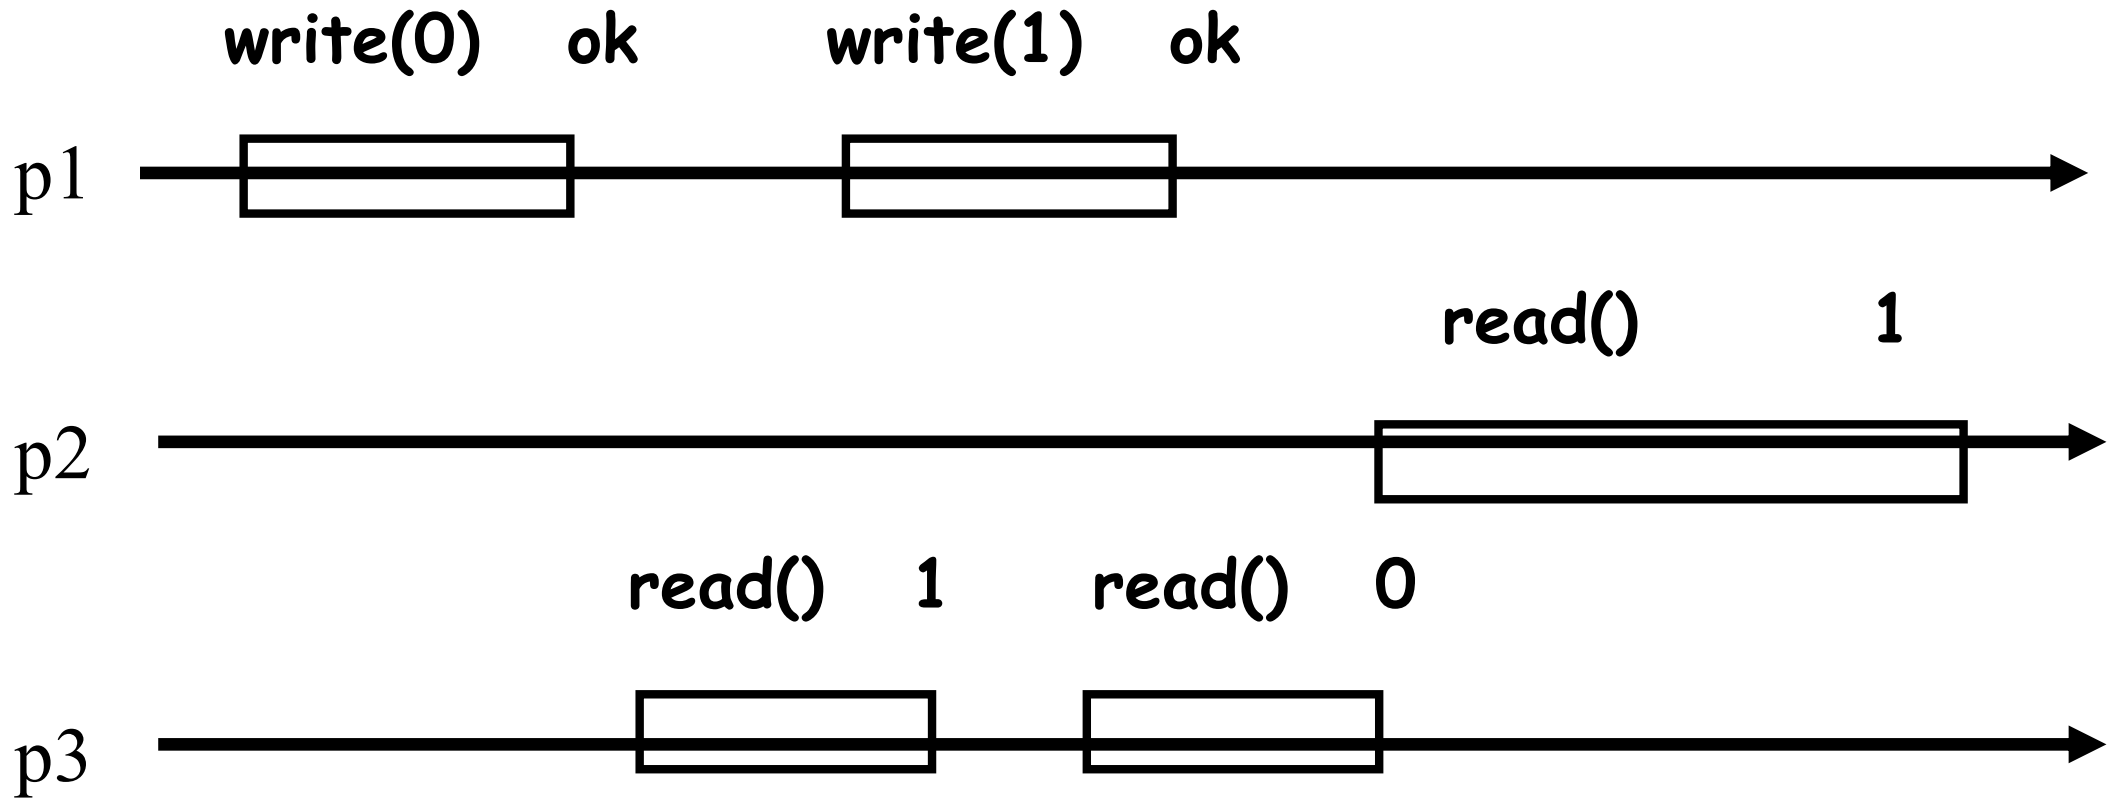 write(0) ok write(1) ok
p1
read() 1
p2
read() 1 read() 0
p3